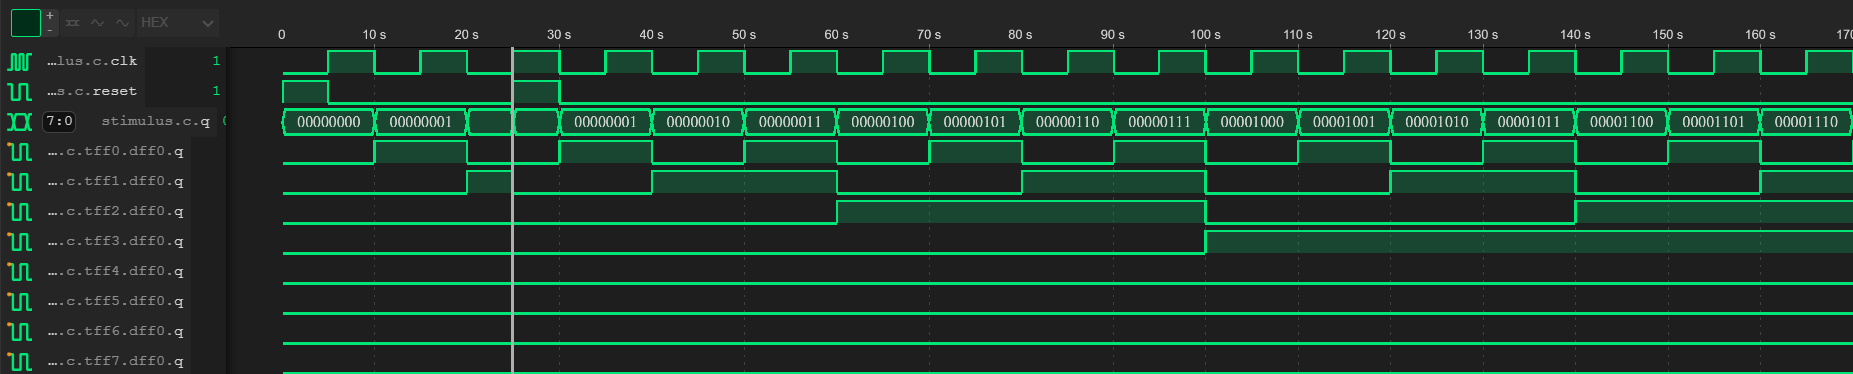 +
-
HEX
0 10 s 20 s 30 s 40 s 50 s 60 s 70 s 80 s 90 s 100 s 110 s 120 s 130 s 140 s 150 s 160 s 170
…lus.c.clk 1
…s.c.reset 1
7:0 stimulus.c.q 00000000 00000001 00000001 00000010 00000011 00000100 00000101 00000110 00000111 00001000 00001001 00001010 00001011 00001100 00001101 00001110
….c.tff0.dff0.q
….c.tff1.dff0.q
….c.tff2.dff0.q
….c.tff3.dff0.q
….c.tff4.dff0.q
….c.tff5.dff0.q
….c.tff6.dff0.q
….c.tff7.dff0.q